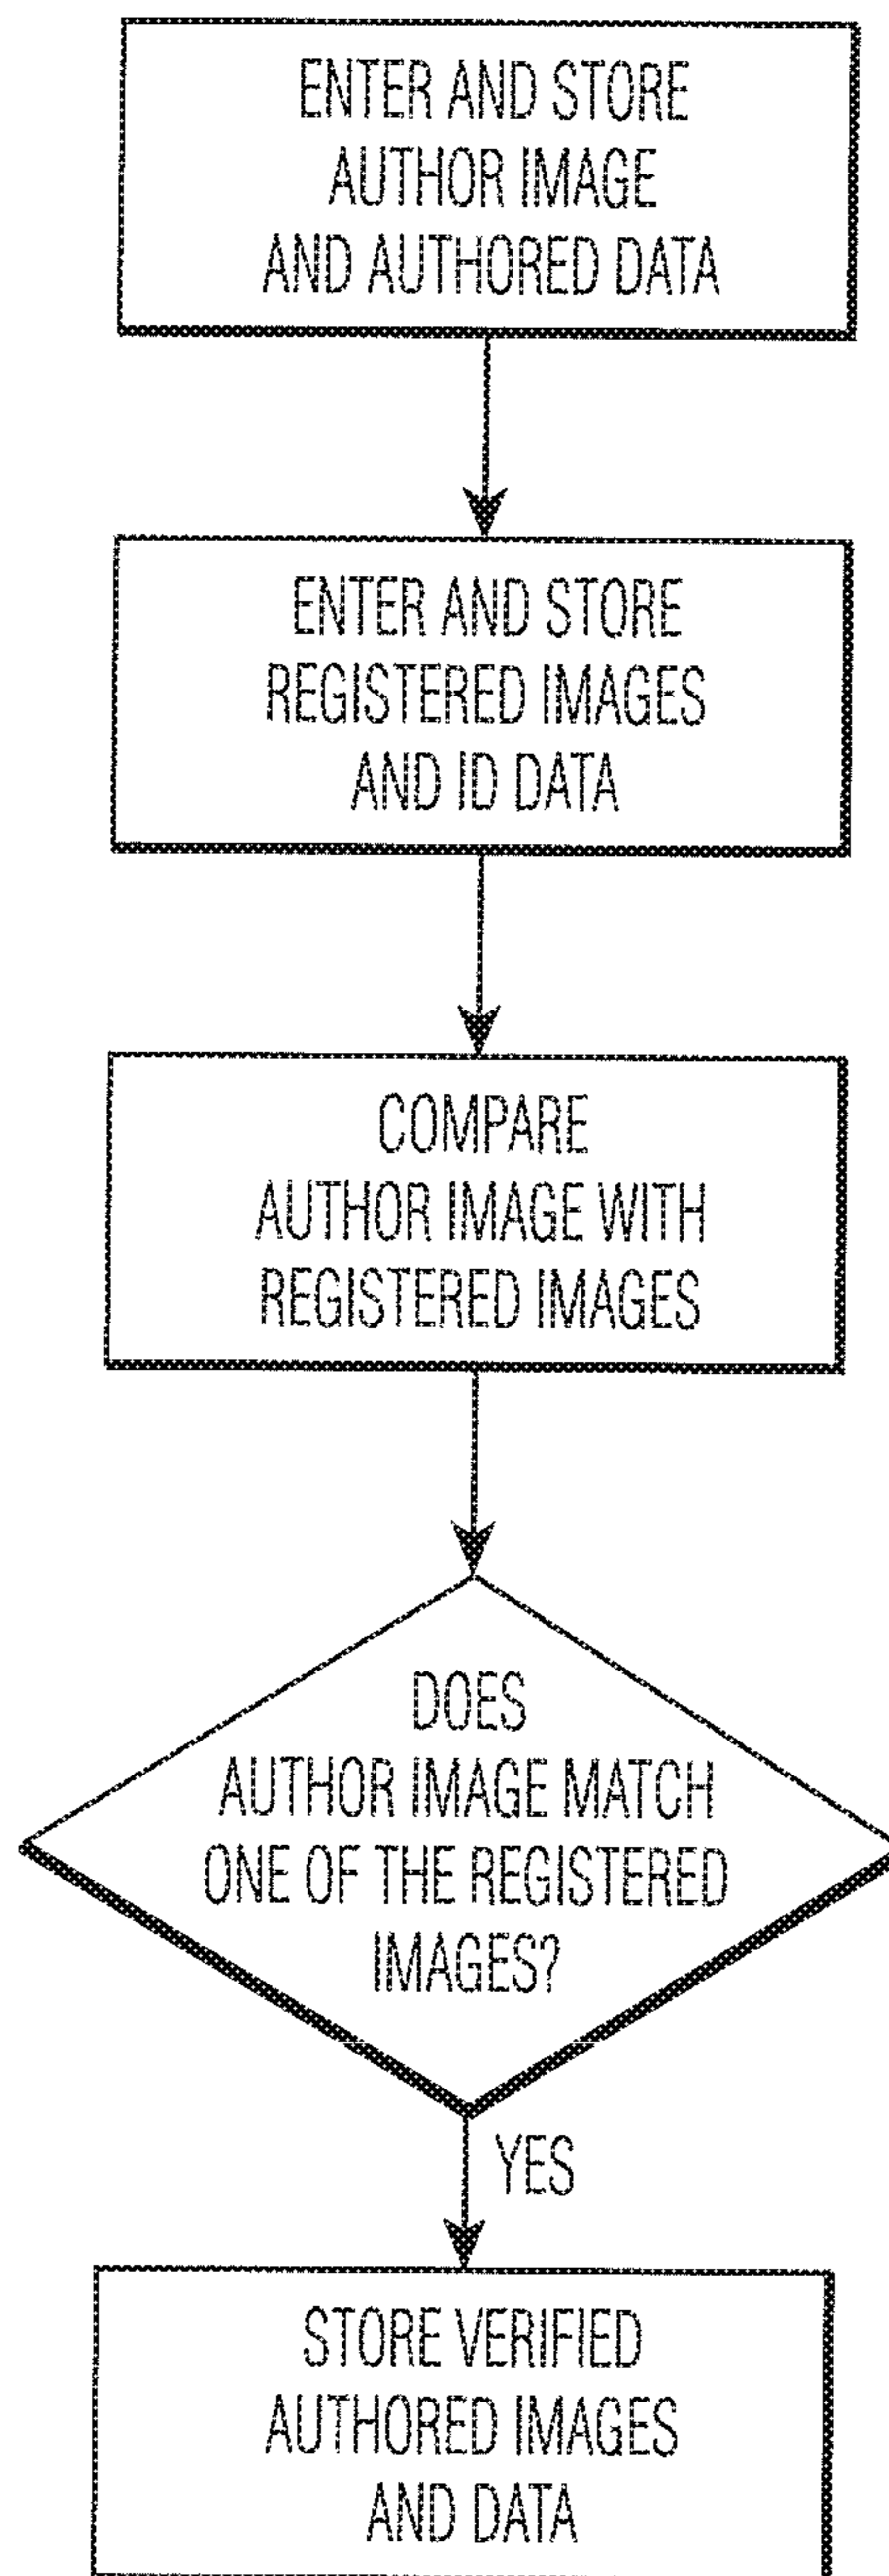 ENTER AND STORE
AUTHOR IMAGE
AND AUTHORED DATA
ENTER AND STORE
REGISTERED IMAGES
AND ID DATA
COMPARE
AUTHOR IMAGE WITH
REGISTERED IMAGES
DOES
AUTHOR IMAGE MATCH
ONE OF THE REGISTERED
IMAGES?
YES
STORE VERIFIED
AUTHORED IMAGES
AND DATA